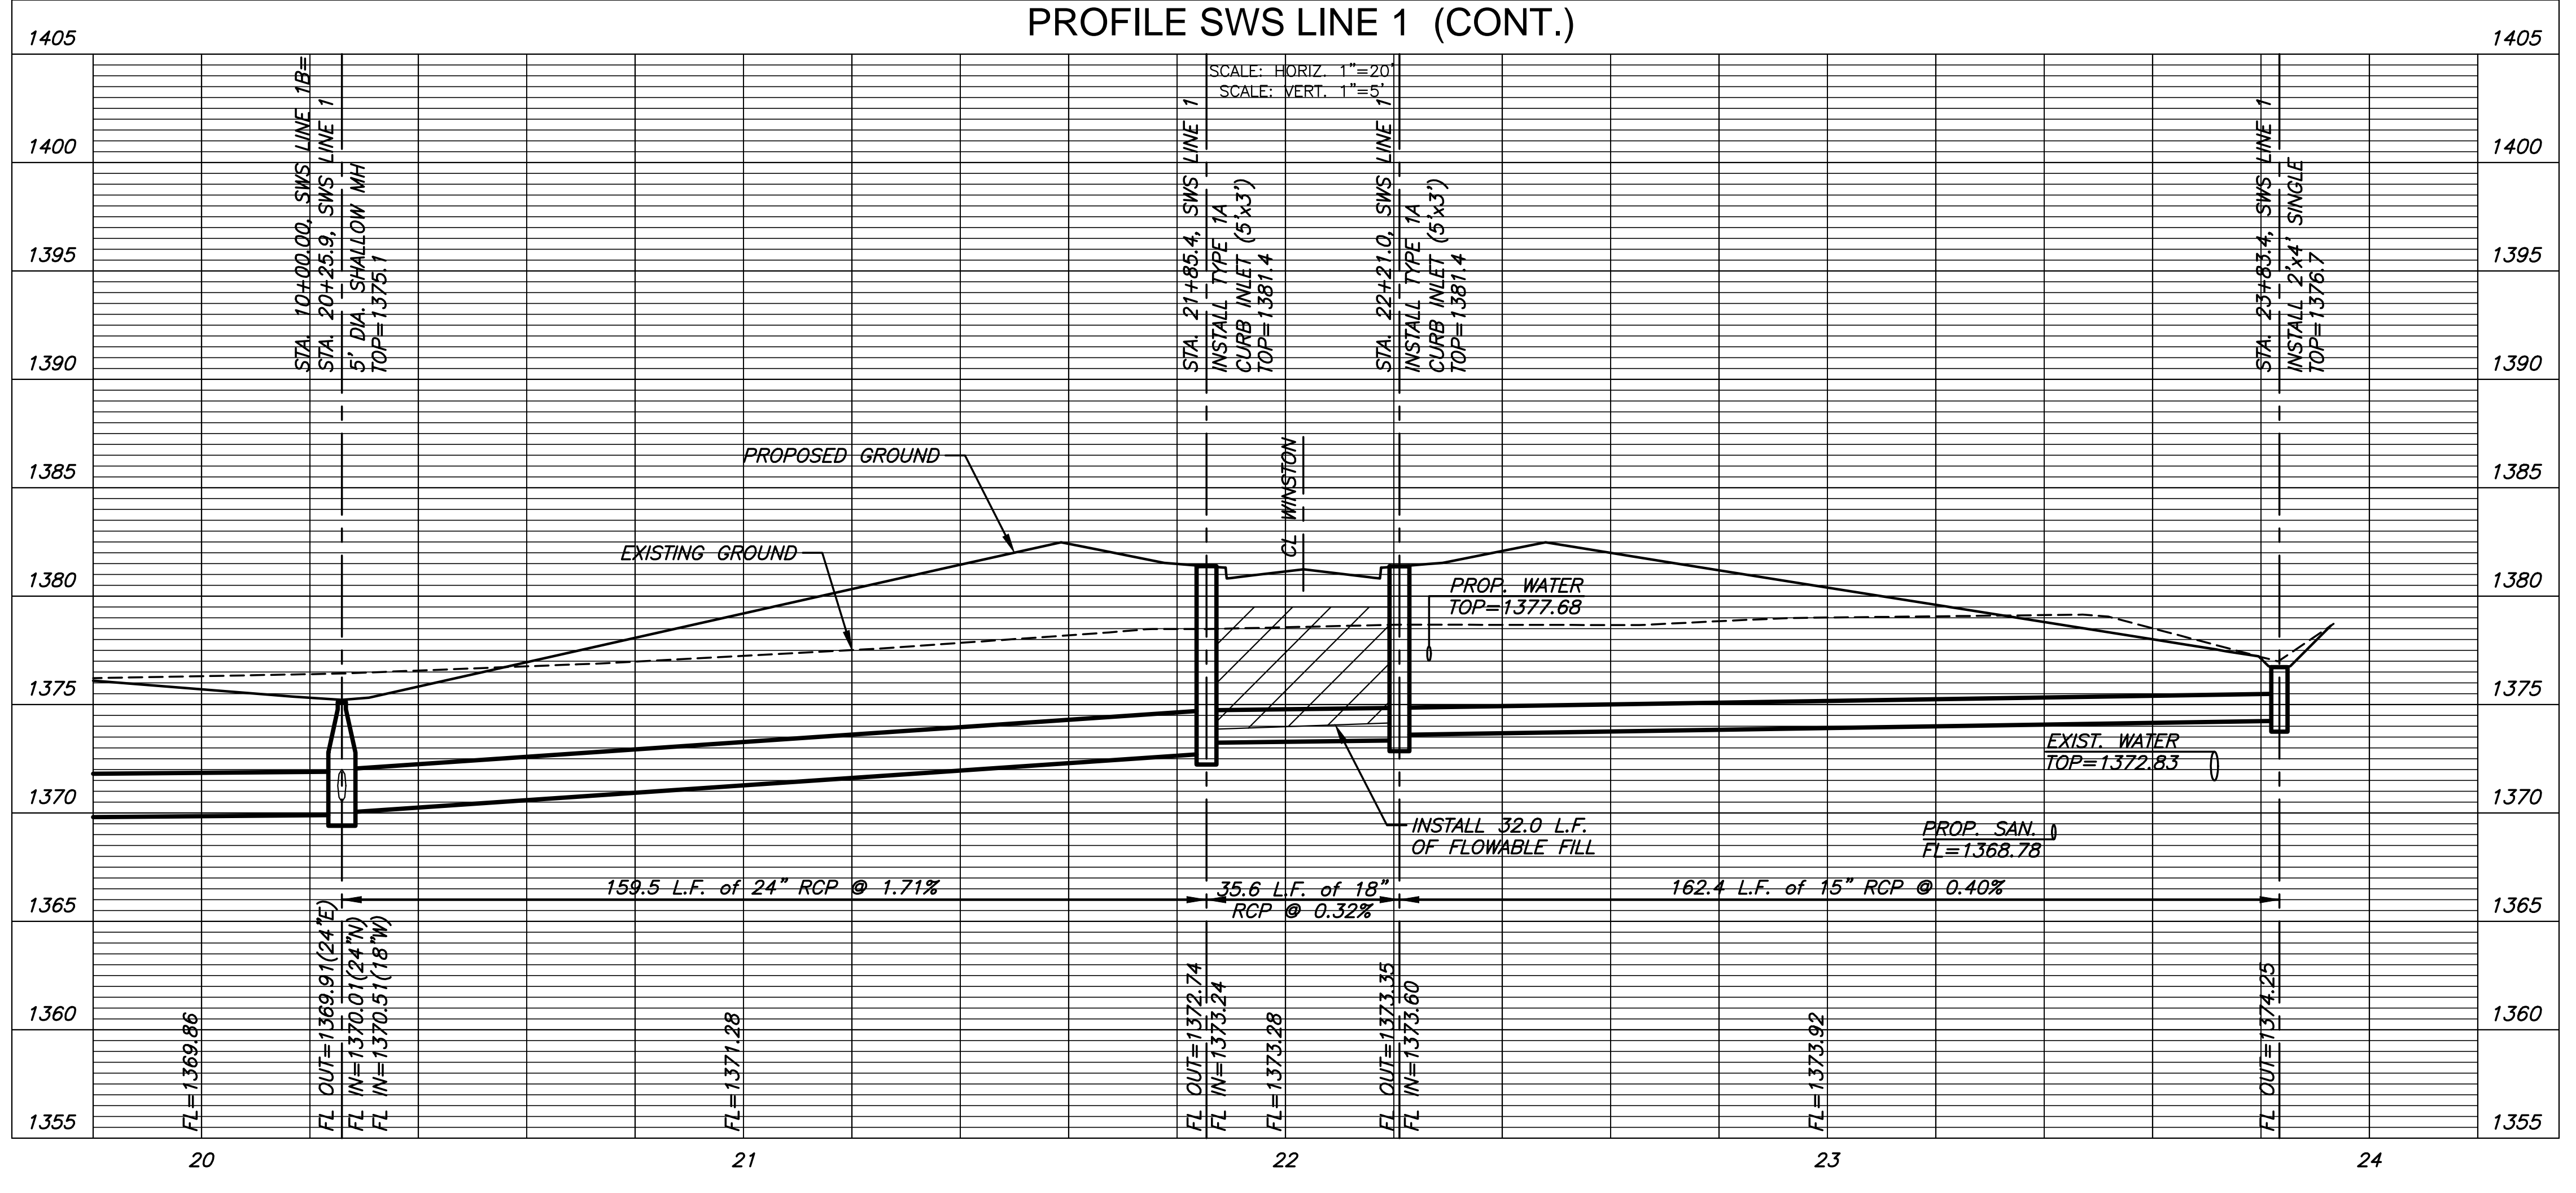 PROFILE SWS LINE 1 (CONT.)
SCALE: HORIZ. 1"=20'
SCALE: VERT. 1"=5'
1405
1400
1395
1390
1385
1380
1375
1370
1365
1360
1355
STA. 10+00.00, SWS LINE 1B=
STA. 20+25.9, SWS LINE 1
5' DIA. SHALLOW MH
TOP=1375.1
STA. 21+85.4, SWS LINE 1
INSTALL TYPE 1A
CURB INLET (5'x3')
TOP=1381.4
STA. 22+21.0, SWS LINE 1
INSTALL TYPE 1A
CURB INLET (5'x3')
TOP=1381.4
STA. 23+83.4, SWS LINE 1
INSTALL 2'x4' SINGLE
TOP=1376.7
PROPOSED GROUND
EXISTING GROUND
CL WINSTON
PROP. WATER
TOP=1377.68
EXIST. WATER
TOP=1372.83
INSTALL 32.0 L.F.
OF FLOWABLE FILL
PROP. SAN.
FL=1368.78
159.5 L.F. of 24" RCP @ 1.71%
35.6 L.F. of 18"
RCP @ 0.32%
162.4 L.F. of 15" RCP @ 0.40%
FL=1369.86
FL OUT=1369.91(24"E)
FL IN=1370.01(24"N)
FL IN=1370.51(18"W)
FL=1371.28
FL OUT=1372.74
FL IN=1373.24
FL=1373.28
FL OUT=1373.35
FL IN=1373.60
FL=1373.92
FL OUT=1374.25
1405
1400
1395
1390
1385
1380
1375
1370
1365
1360
1355
20
21
22
23
24